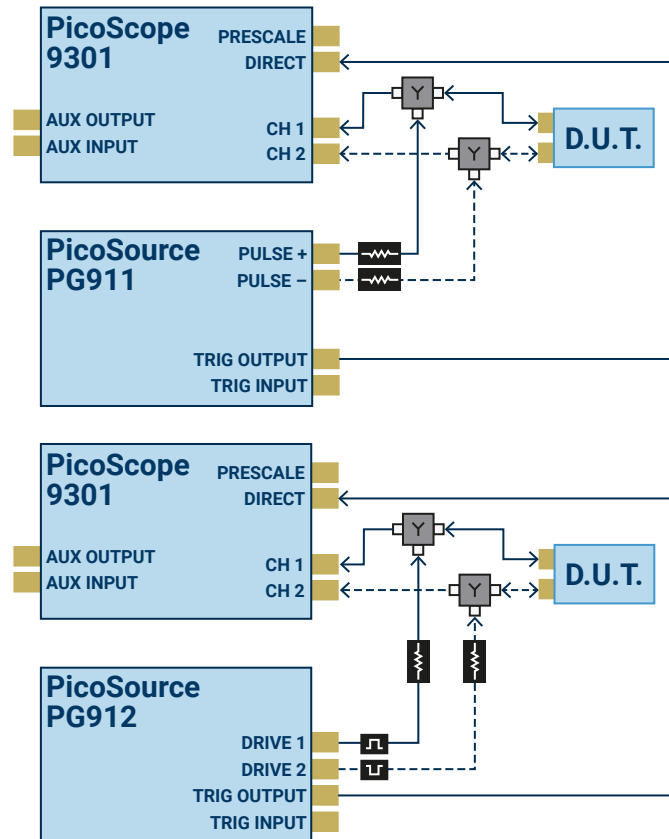 PicoScope
9301
PRESCALE
DIRECT
AUX OUTPUT
AUX INPUT
CH 1
CH 2
Y
Y
D.U.T.
PicoSource
PG911
PULSE +
PULSE –
TRIG OUTPUT
TRIG INPUT
PicoScope
9301
PRESCALE
DIRECT
AUX OUTPUT
AUX INPUT
CH 1
CH 2
Y
Y
D.U.T.
PicoSource
PG912
DRIVE 1
DRIVE 2
TRIG OUTPUT
TRIG INPUT